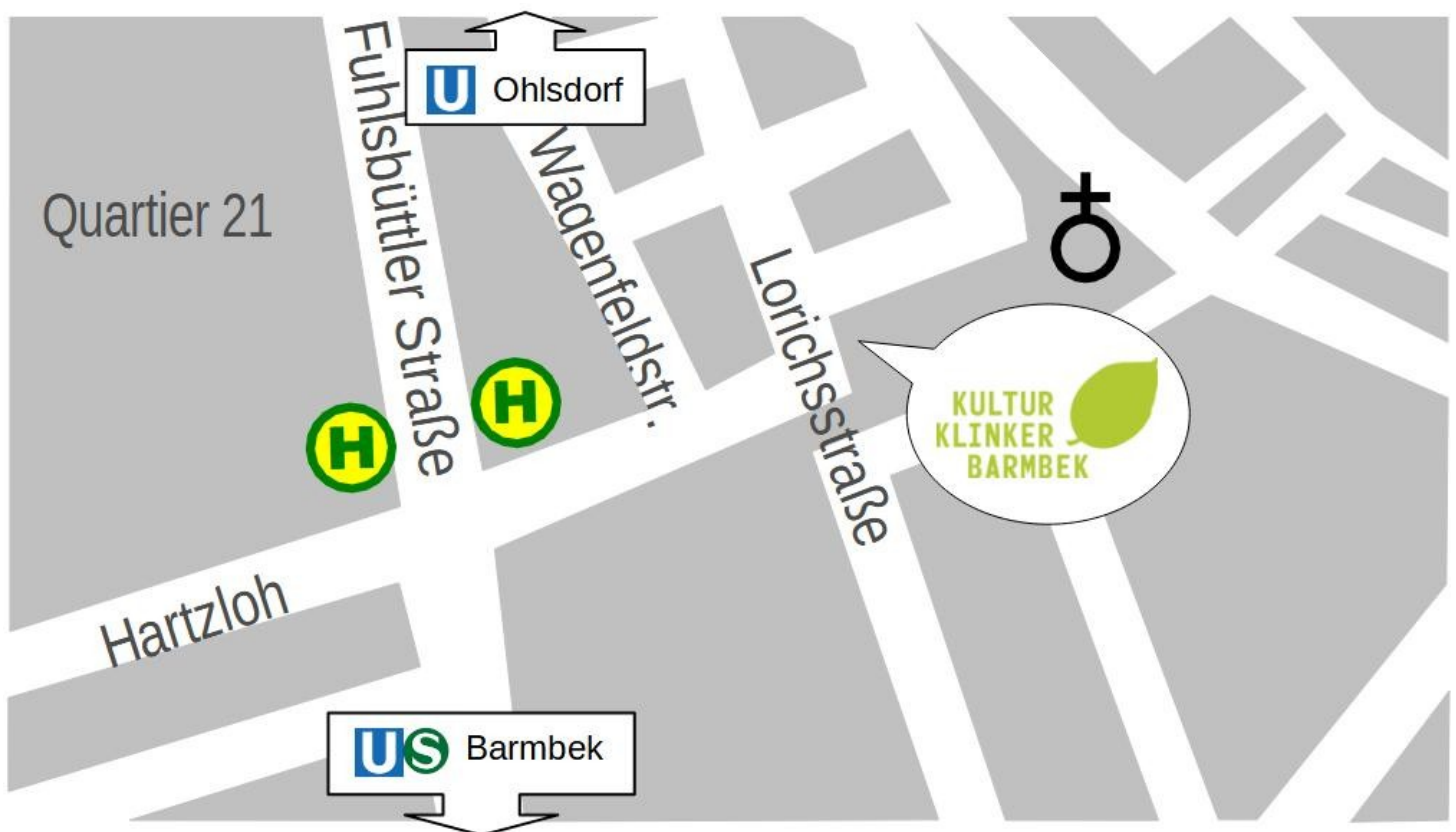 U Ohlsdorf
Fuhlsbüttler Straße
Wagenfeldstr.
Quartier 21
Lorichsstraße
H
H
KULTUR
KLINKER
BARMBEK
Hartzloh
U S Barmbek